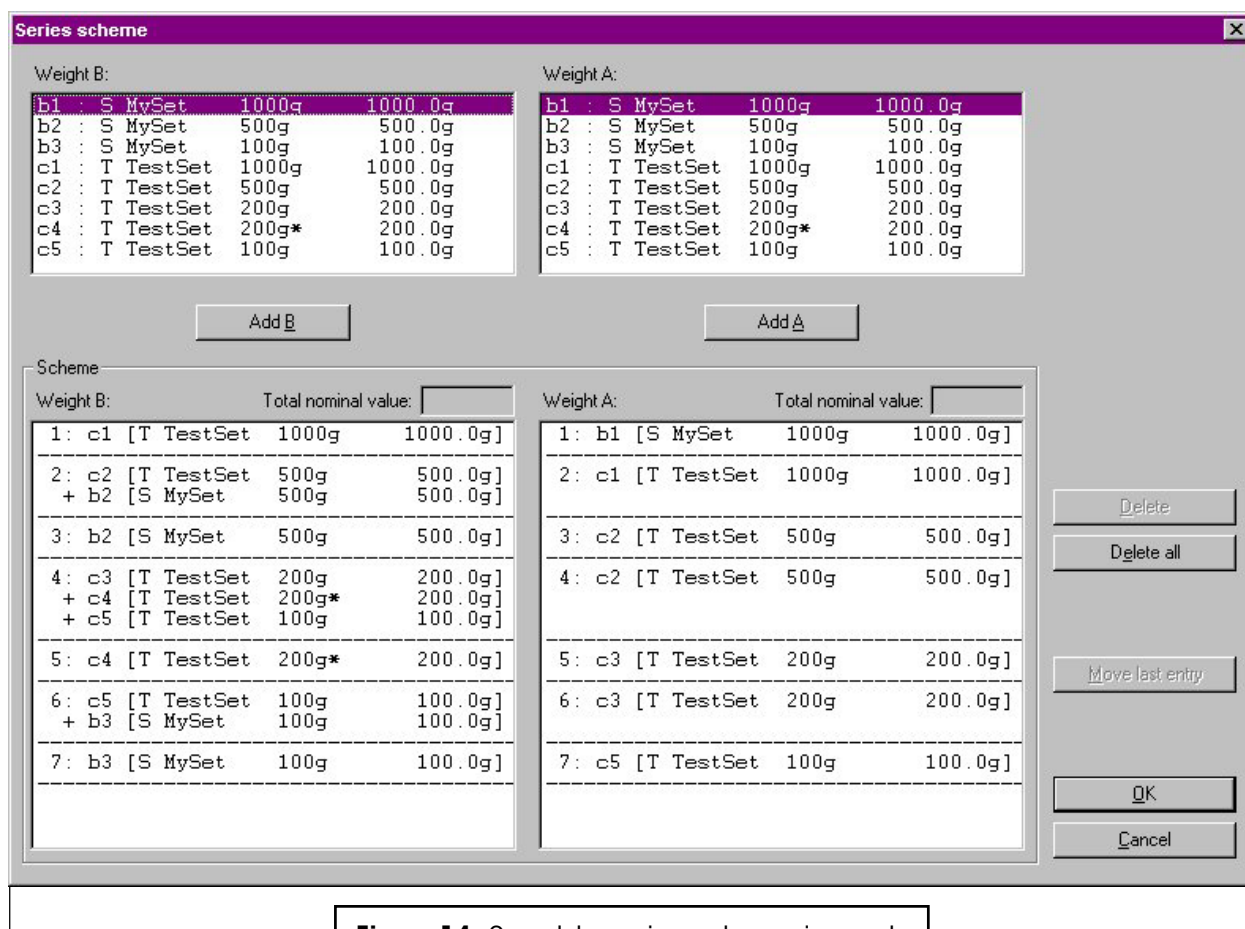 Series scheme
Weight B:
b1 : S MySet 1000g 1000.0g
b2 : S MySet 500g 500.0g
b3 : S MySet 100g 100.0g
c1 : T TestSet 1000g 1000.0g
c2 : T TestSet 500g 500.0g
c3 : T TestSet 200g 200.0g
c4 : T TestSet 200g* 200.0g
c5 : T TestSet 100g 100.0g
Add B
Weight A:
b1 : S MySet 1000g 1000.0g
b2 : S MySet 500g 500.0g
b3 : S MySet 100g 100.0g
c1 : T TestSet 1000g 1000.0g
c2 : T TestSet 500g 500.0g
c3 : T TestSet 200g 200.0g
c4 : T TestSet 200g* 200.0g
c5 : T TestSet 100g 100.0g
Add A
Scheme
Weight B: Total nominal value:
1: c1 [T TestSet 1000g 1000.0g]
2: c2 [T TestSet 500g 500.0g]
+ b2 [S MySet 500g 500.0g]
3: b2 [S MySet 500g 500.0g]
4: c3 [T TestSet 200g 200.0g]
+ c4 [T TestSet 200g* 200.0g]
+ c5 [T TestSet 100g 100.0g]
5: c4 [T TestSet 200g* 200.0g]
6: c5 [T TestSet 100g 100.0g]
+ b3 [S MySet 100g 100.0g]
7: b3 [S MySet 100g 100.0g]
Weight A: Total nominal value:
1: b1 [S MySet 1000g 1000.0g]
2: c1 [T TestSet 1000g 1000.0g]
3: c2 [T TestSet 500g 500.0g]
4: c2 [T TestSet 500g 500.0g]
5: c3 [T TestSet 200g 200.0g]
6: c3 [T TestSet 200g 200.0g]
7: c5 [T TestSet 100g 100.0g]
Delete
Delete all
Move last entry
OK
Cancel